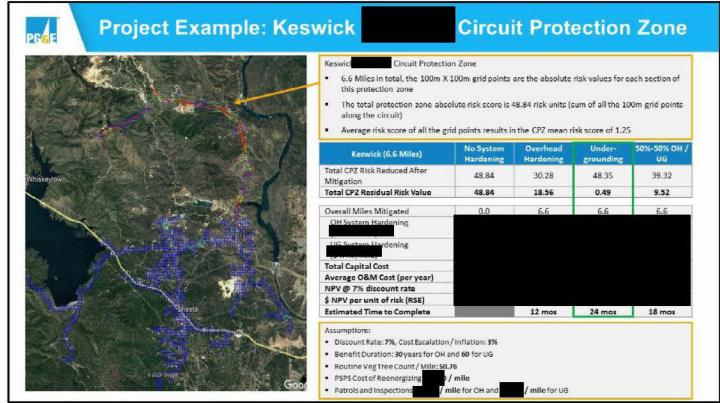 PG&E
Project Example: Keswick Circuit Protection Zone
Keswick Circuit Protection Zone
▪ 6.6 Miles in total, the 100m X 100m grid points are the absolute risk values for each section of
this protection zone
▪ The total protection zone absolute risk score is 48.84 risk units (sum of all the 100m grid points
along the circuit)
▪ Average risk score of all the grid points results in the CPZ mean risk score of 1.25
Keswick (6.6 Miles) No System Hardening Overhead Hardening Under-grounding 50%-50% OH / UG
Total CPZ Risk Reduced After Mitigation 48.84 30.28 48.35 39.32
Total CPZ Residual Risk Value 48.84 18.56 0.49 9.52
Overall Miles Mitigated 0.0 6.6 6.6 6.6
OH System Hardening
UG System Hardening
Total Capital Cost
Average O&M Cost (per year)
NPV @ 7% discount rate
$ NPV per unit of risk (RSE)
Estimated Time to Complete 12 mos 24 mos 18 mos
Assumptions:
▪ Discount Rate: 7%, Cost Escalation / Inflation: 3%
▪ Benefit Duration: 30 years for OH and 60 for UG
▪ Routine Veg Tree Count / Mile: 50.76
▪ PSPS Cost of Reenergizing / mile
▪ Patrols and Inspections / mile for OH and / mile for UG
Whiskeytown
Shasta
Goo